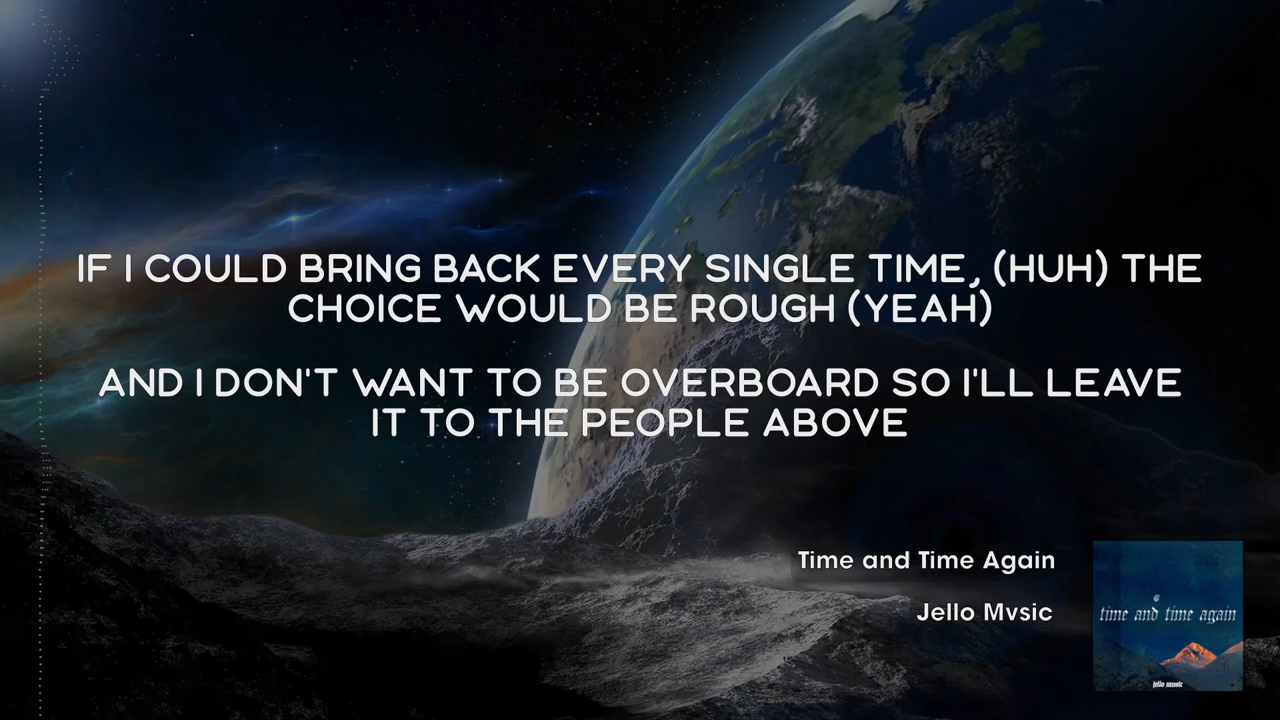 IF I COULD BRING BACK EVERY SINGLE TIME, (HUH) THE
CHOICE WOULD BE ROUGH (YEAH)
AND I DON'T WANT TO BE OVERBOARD SO I'LL LEAVE
IT TO THE PEOPLE ABOVE
Time and Time Again
Jello Mvsic
time and time again
jello music